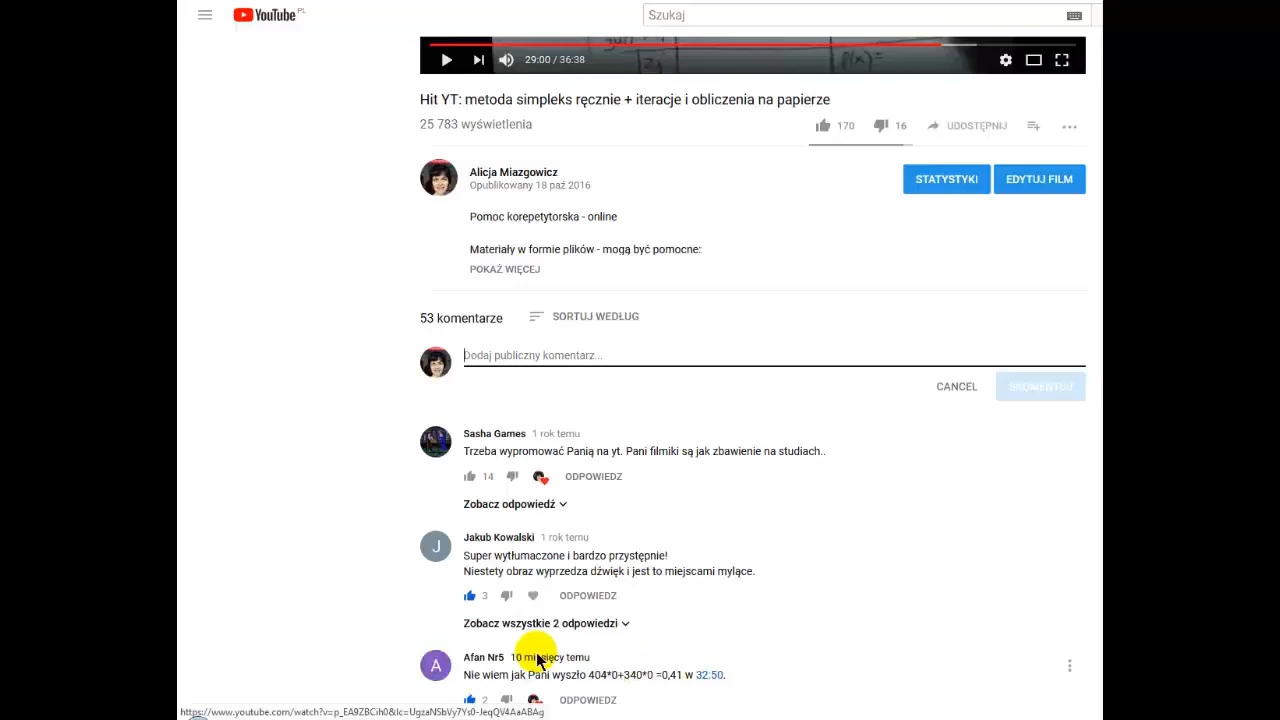 YouTube PL
Szukaj
29:00 / 36:38
Hit YT: metoda simpleks ręcznie + iteracje i obliczenia na papierze
25 783 wyświetlenia
170 16 UDOSTĘPNIJ
Alicja Miazgowicz
Opublikowany 18 paź 2016
STATYSTYKI EDYTUJ FILM
Pomoc korepetytorska - online
Materiały w formie plików - mogą być pomocne:
POKAŻ WIĘCEJ
53 komentarze SORTUJ WEDŁUG
Dodaj publiczny komentarz...
CANCEL SKOMENTUJ
Sasha Games 1 rok temu
Trzeba wypromować Panią na yt. Pani filmiki są jak zbawienie na studiach..
14 ODPOWIEDZ
Zobacz odpowiedź
J
Jakub Kowalski 1 rok temu
Super wytłumaczone i bardzo przystępnie!
Niestety obraz wyprzedza dźwięk i jest to miejscami mylące.
3 ODPOWIEDZ
Zobacz wszystkie 2 odpowiedzi
A
Afan Nr5 10 miesięcy temu
Nie wiem jak Pani wyszło 404*0+340*0 =0,41 w 32:50.
2 ODPOWIEDZ
https://www.youtube.com/watch?v=p_EA9ZBCih0&lc=UgzaNSbVy7Ys0-JeqQV4AaABAg